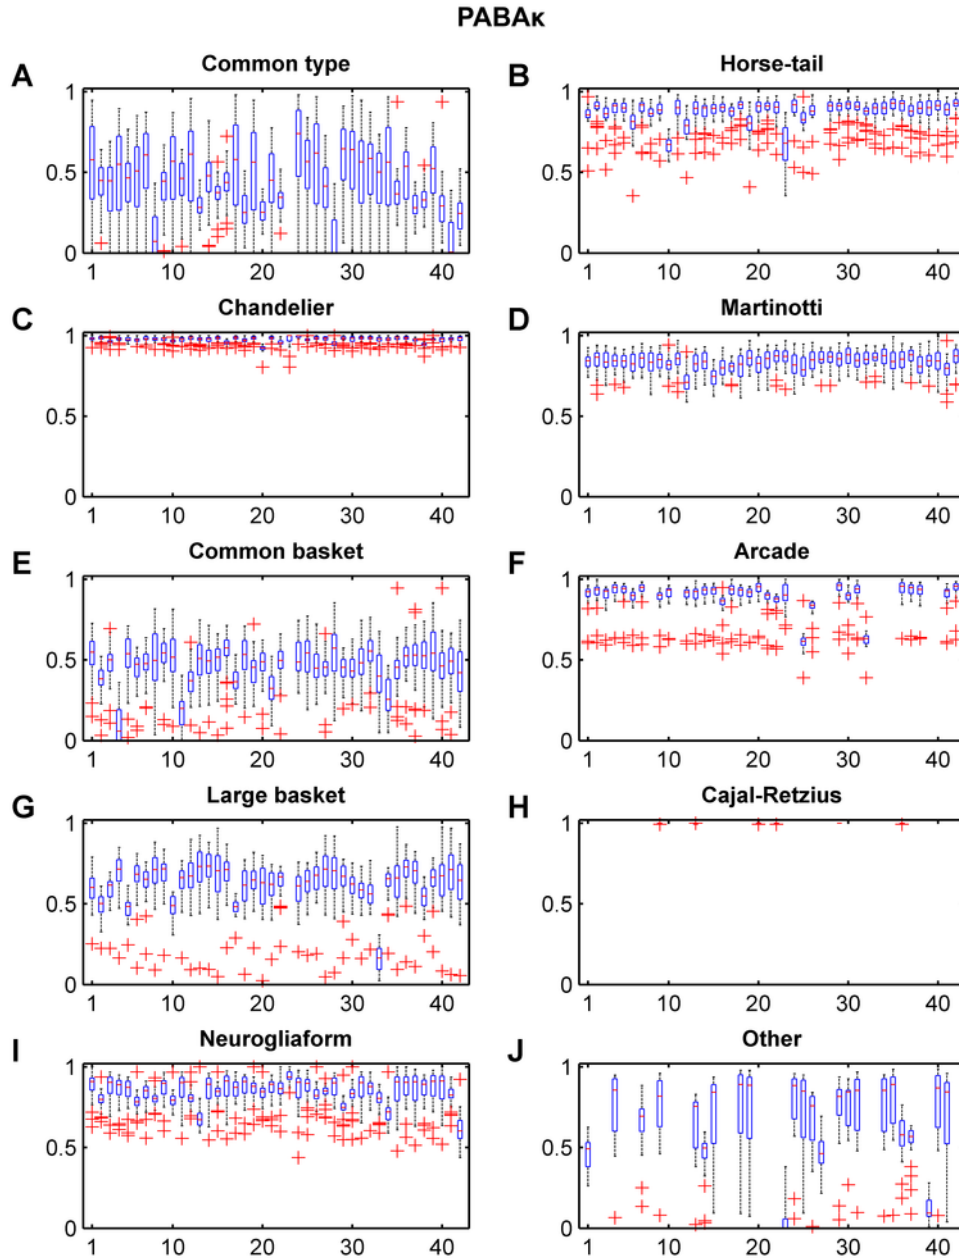 PABAκ
A Common type
1
0.5
0
1 10 20 30 40
B Horse-tail
1
0.5
0
1 10 20 30 40
C Chandelier
1
0.5
0
1 10 20 30 40
D Martinotti
1
0.5
0
1 10 20 30 40
E Common basket
1
0.5
0
1 10 20 30 40
F Arcade
1
0.5
0
1 10 20 30 40
G Large basket
1
0.5
0
1 10 20 30 40
H Cajal-Retzius
1
0.5
0
1 10 20 30 40
I Neurogliaform
1
0.5
0
1 10 20 30 40
J Other
1
0.5
0
1 10 20 30 40